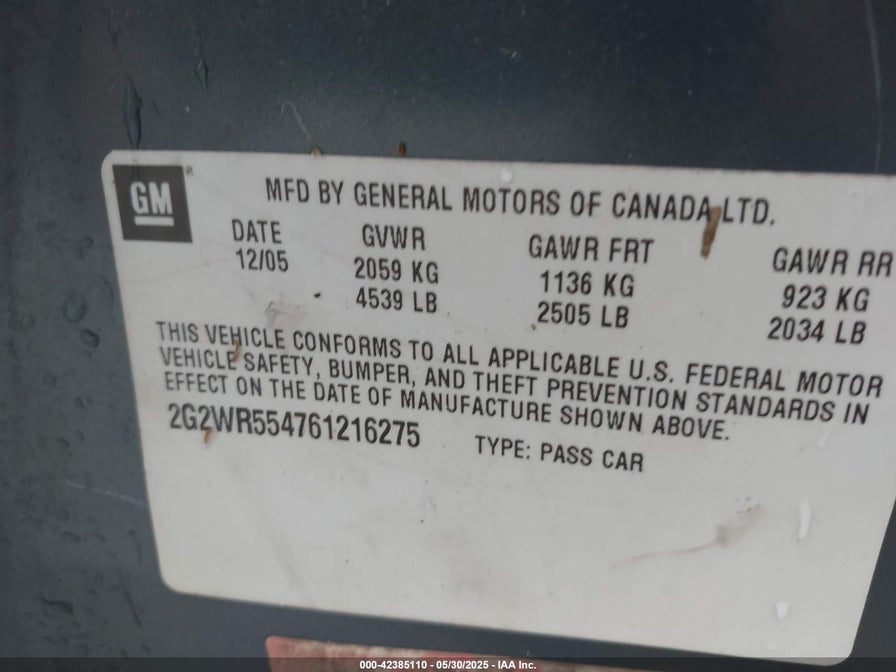 GM
MFD BY GENERAL MOTORS OF CANADA LTD.
DATE GVWR GAWR FRT GAWR RR
12/05 2059 KG 1136 KG 923 KG
4539 LB 2505 LB 2034 LB
THIS VEHICLE CONFORMS TO ALL APPLICABLE U.S. FEDERAL MOTOR
VEHICLE SAFETY, BUMPER, AND THEFT PREVENTION STANDARDS IN
EFFECT ON THE DATE OF MANUFACTURE SHOWN ABOVE.
2G2WR554761216275 TYPE: PASS CAR
000-42385110 - 05/30/2025 - IAA Inc.